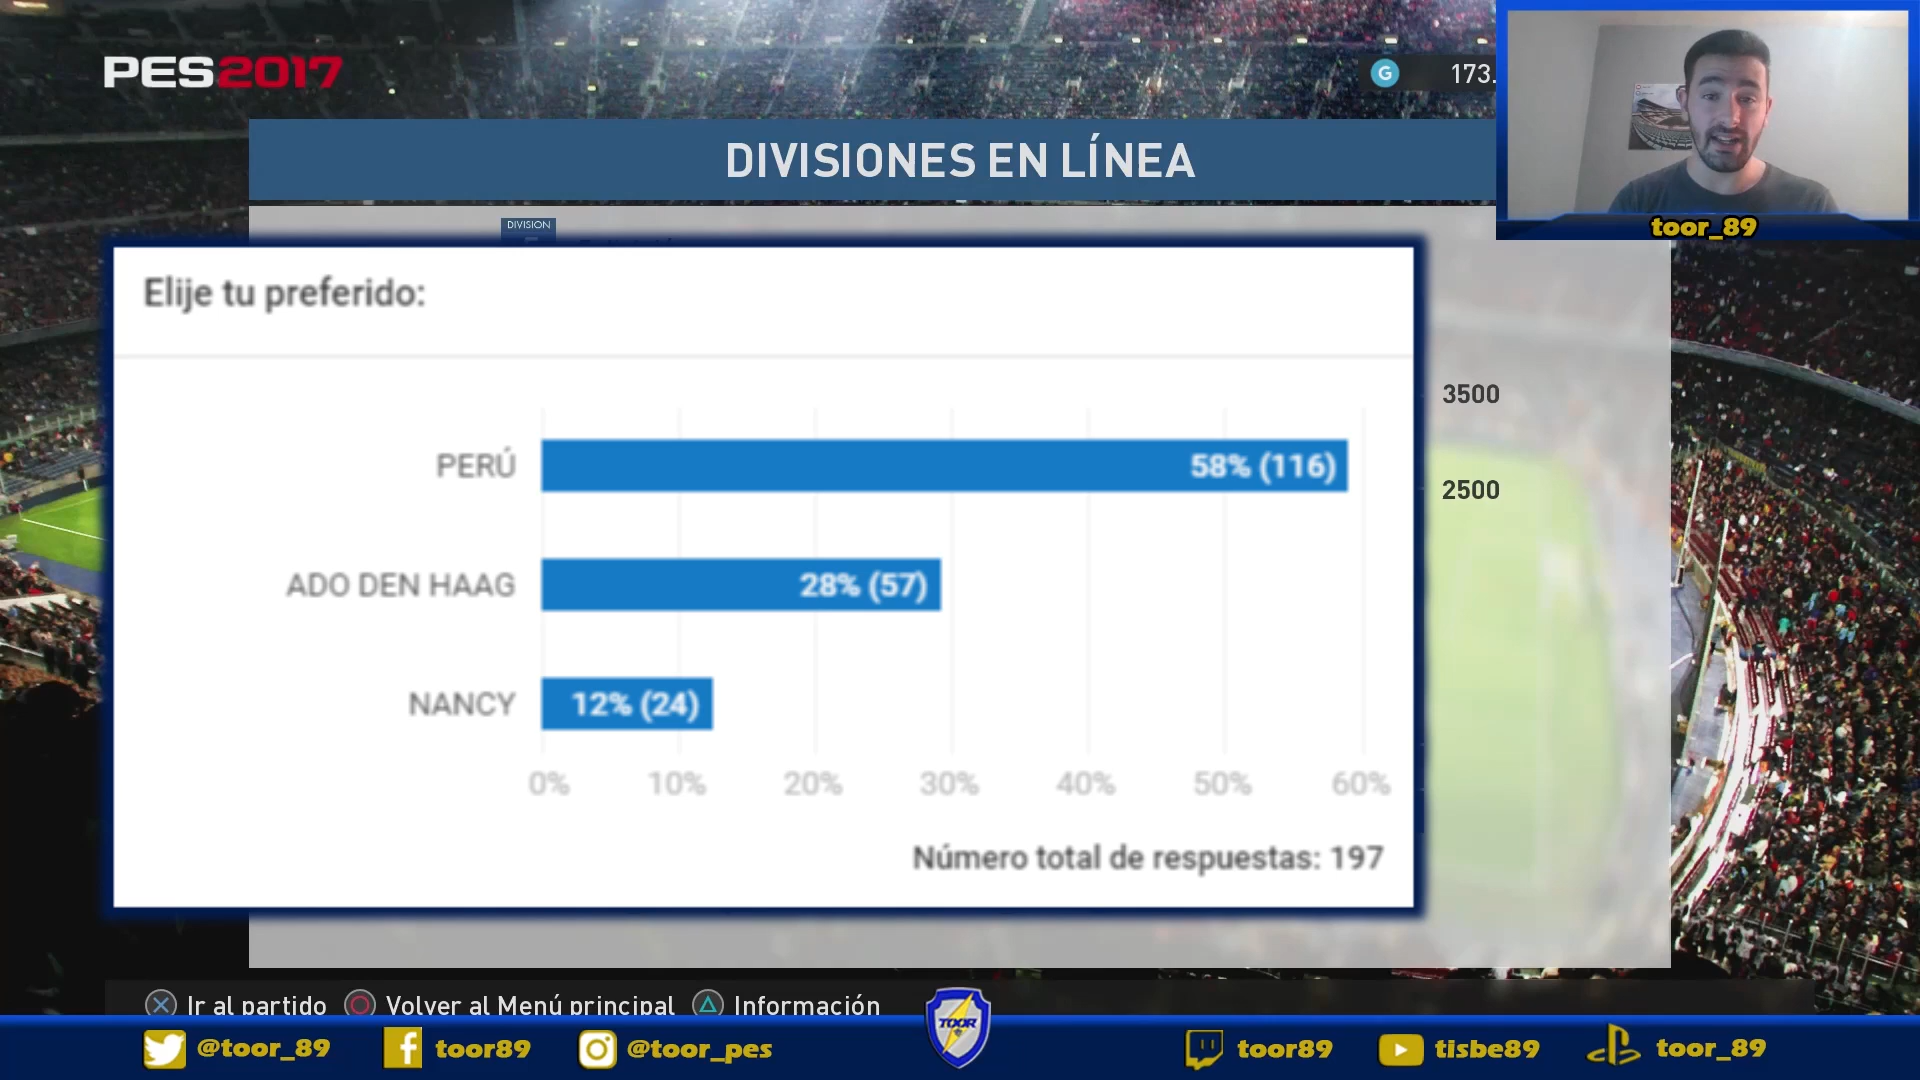 PES2017
G 173.
DIVISIONES EN LÍNEA
toor_89
DIVISION
Elije tu preferido:
3500
PERÚ 58% (116)
2500
ADO DEN HAAG 28% (57)
NANCY 12% (24)
0% 10% 20% 30% 40% 50% 60%
Número total de respuestas: 197
Ir al partido Volver al Menú principal Información
TOOR
@toor_89 toor89 @toor_pes toor89 tisbe89 toor_89